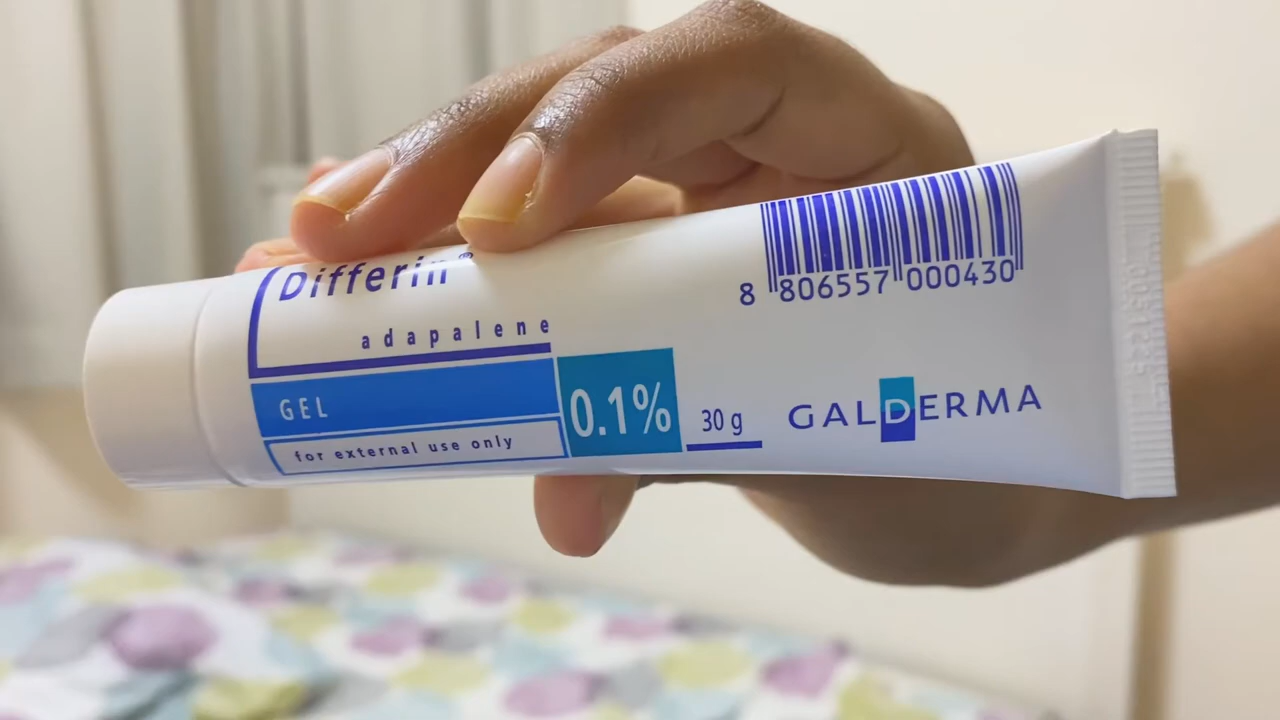 Differin®
adapalene
GEL
for external use only
0.1%
30 g
8 806557 000430
GALDERMA